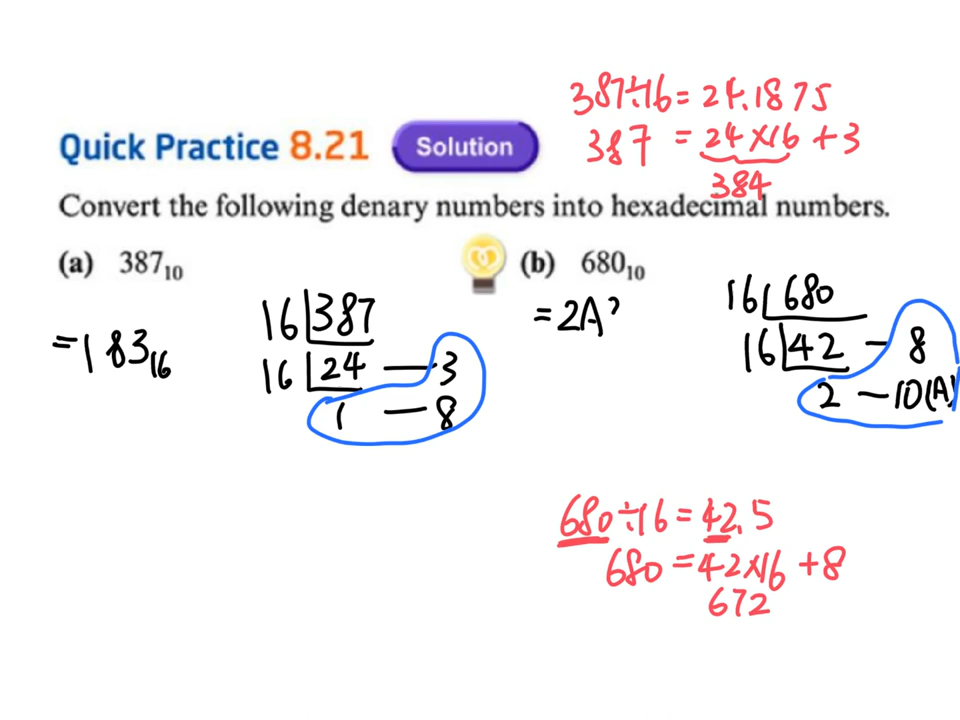 387÷16=24.1875
387 = 24×16 + 3
384
Quick Practice 8.21 Solution
Convert the following denary numbers into hexadecimal numbers.
(a) 387₁₀
=183₁₆
16 387
16 24 — 3
1 — 8
(b) 680₁₀
=2A
16 680
16 42 — 8
2 — 10(A)
680÷16=42.5
680=42×16+8
672